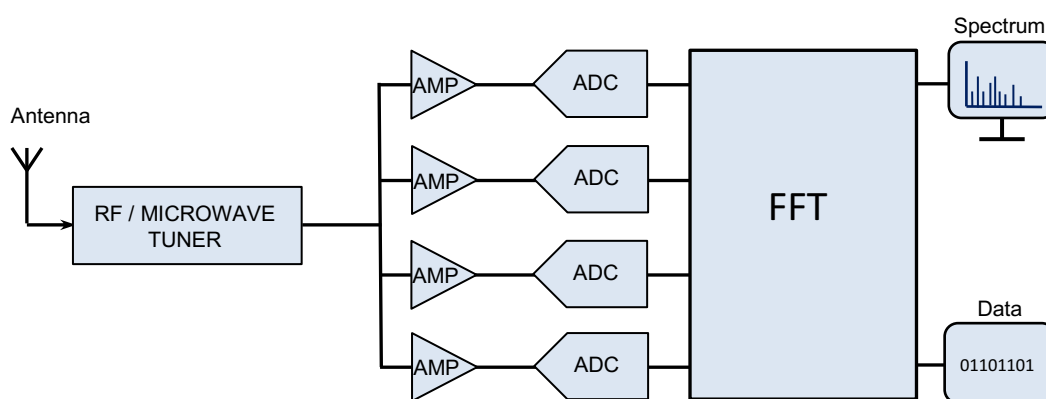 Spectrum
AMP
ADC
Antenna
AMP
ADC
RF / MICROWAVE
TUNER
FFT
AMP
ADC
Data
AMP
ADC
01101101